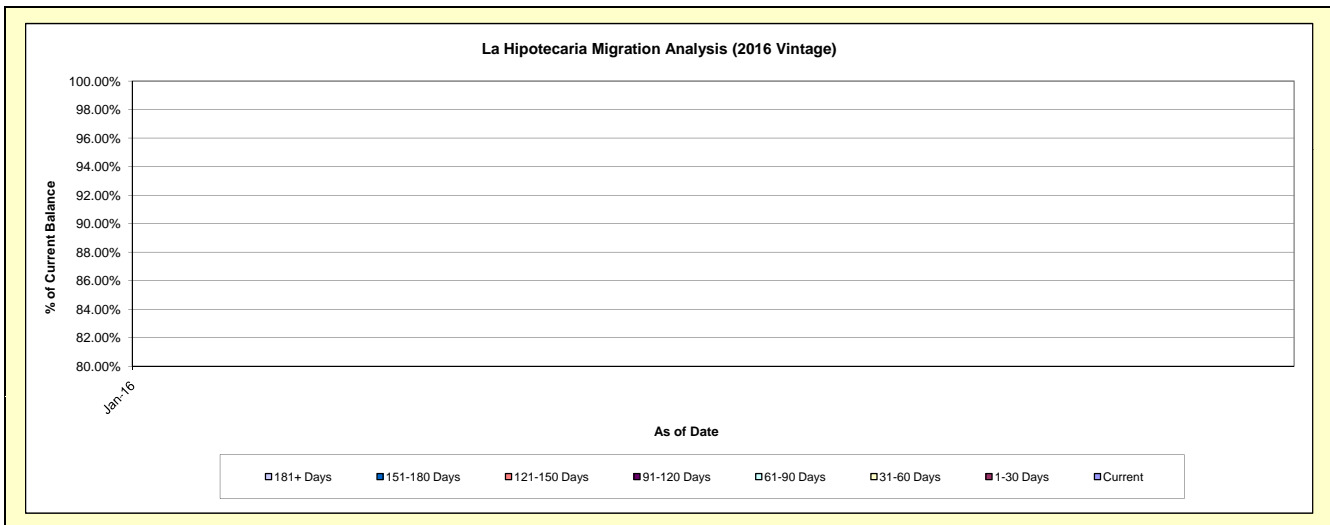 La Hipotecaria Migration Analysis (2016 Vintage)
100.00%
98.00%
96.00%
94.00%
92.00%
90.00%
88.00%
86.00%
84.00%
82.00%
80.00%
% of Current Balance
Jan-16
As of Date
181+ Days 151-180 Days 121-150 Days 91-120 Days 61-90 Days 31-60 Days 1-30 Days Current